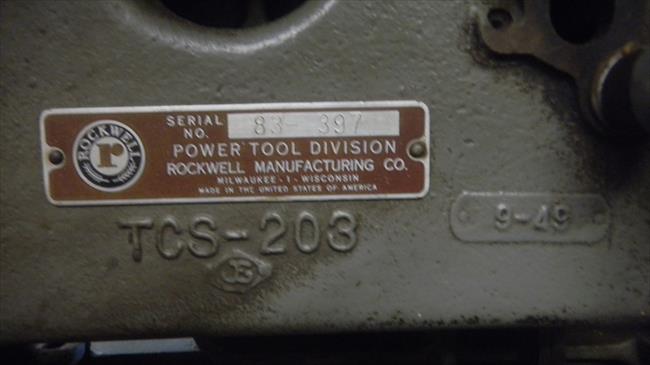 ROCKWELL
r
SERIAL NO. 83-397
POWER TOOL DIVISION
ROCKWELL MANUFACTURING CO.
MILWAUKEE - 1 - WISCONSIN
MADE IN THE UNITED STATES OF AMERICA
TCS-203
9-49